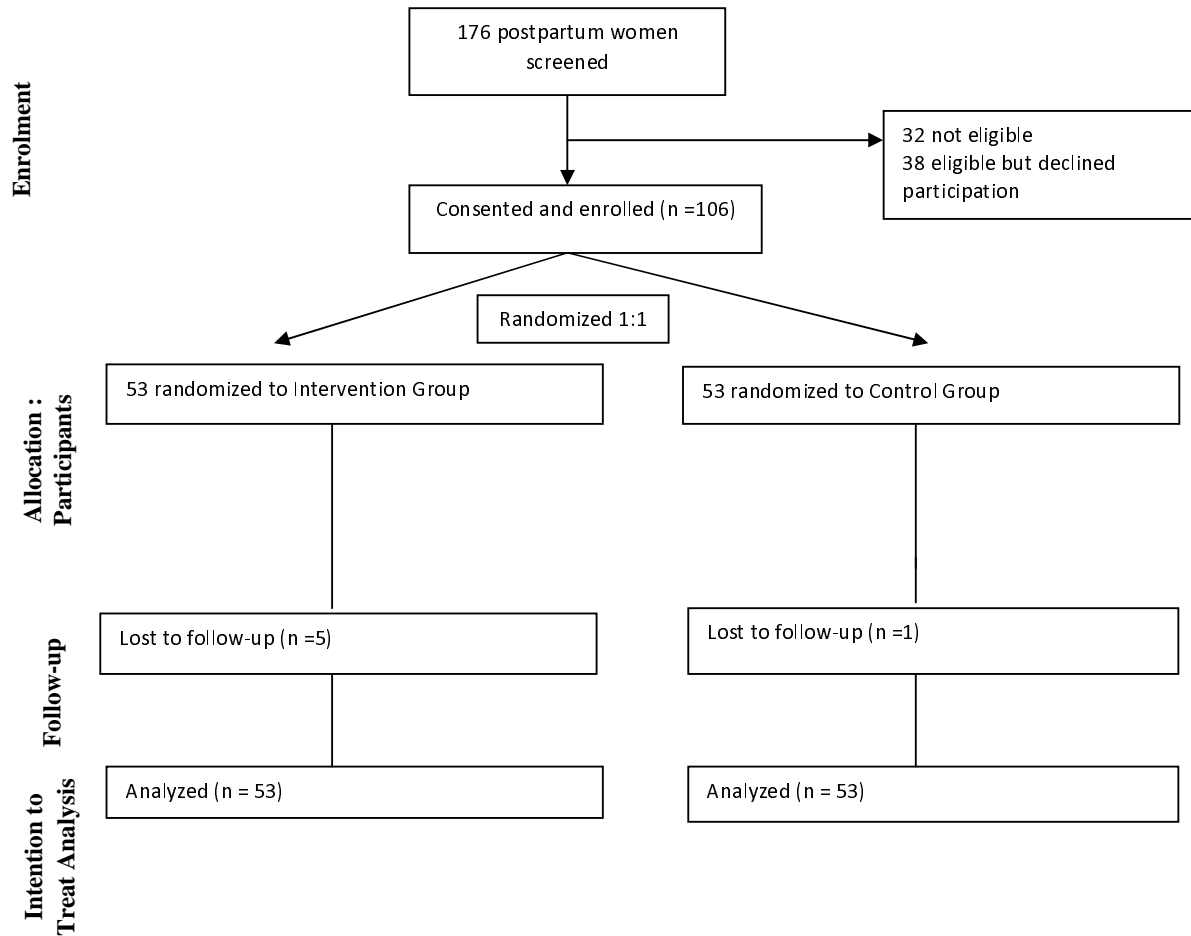 176 postpartum women
screened
Enrolment
32 not eligible
38 eligible but declined
participation
Consented and enrolled (n =106)
Randomized 1:1
Allocation :
Participants
53 randomized to Intervention Group
53 randomized to Control Group
Follow-up
Lost to follow-up (n =5)
Lost to follow-up (n =1)
Intention to
Treat Analysis
Analyzed (n = 53)
Analyzed (n = 53)